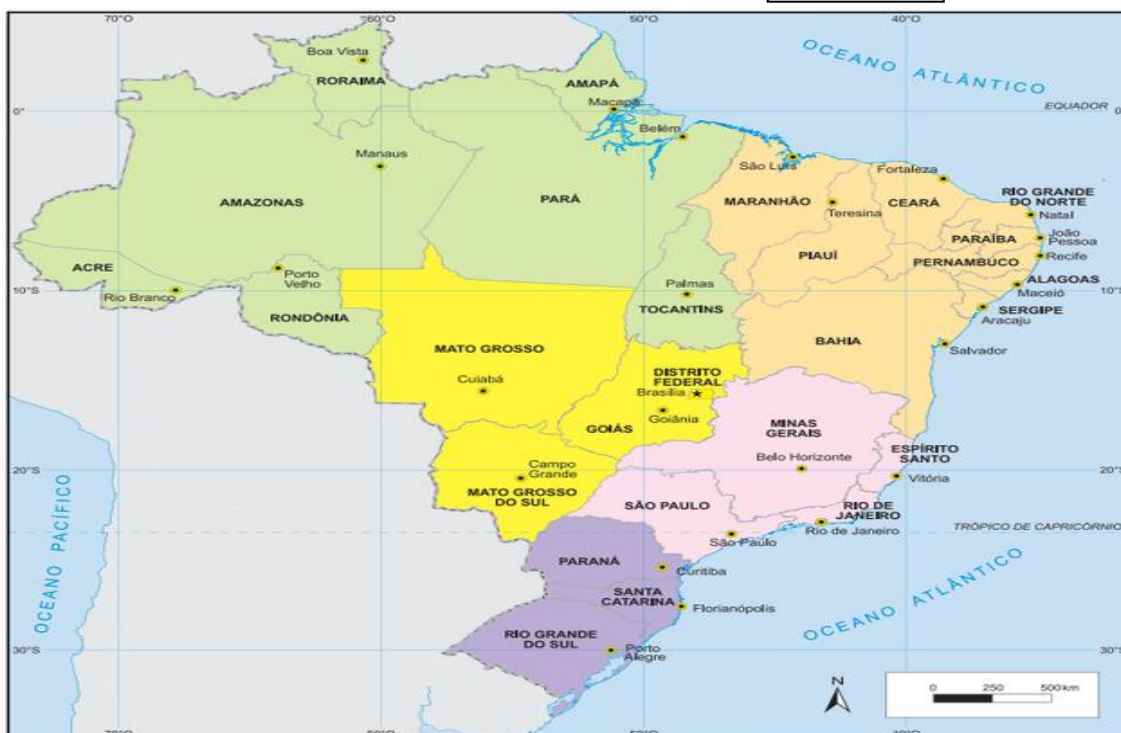 70°O
60°O
50°O
40°O
OCEANO ATLÂNTICO
Boa Vista
RORAIMA
AMAPÁ
Macapá
EQUADOR
0°
0°
Belém
Manaus
São Luís
Fortaleza
RIO GRANDE
DO NORTE
Natal
AMAZONAS
PARÁ
MARANHÃO
Teresina
CEARÁ
PARAÍBA
João
Pessoa
PIAUÍ
PERNAMBUCO
Recife
ACRE
Porto
Velho
Rio Branco
Palmas
TOCANTINS
ALAGOAS
Maceió
10°S
10°S
SERGIPE
Aracaju
RONDÔNIA
BAHIA
Salvador
MATO GROSSO
Cuiabá
DISTRITO
FEDERAL
Brasília
Goiânia
GOIÁS
MINAS
GERAIS
Belo Horizonte
ESPÍRITO
SANTO
Vitória
20°S
20°S
Campo
Grande
MATO GROSSO
DO SUL
SÃO PAULO
RIO DE
JANEIRO
Rio de Janeiro
TRÓPICO DE CAPRICÓRNIO
São Paulo
OCEANO PACÍFICO
PARANÁ
Curitiba
SANTA
CATARINA
Florianópolis
OCEANO ATLÂNTICO
RIO GRANDE
DO SUL
Porto
Alegre
30°S
30°S
N
0 250 500 km
70°O
50°O
40°O